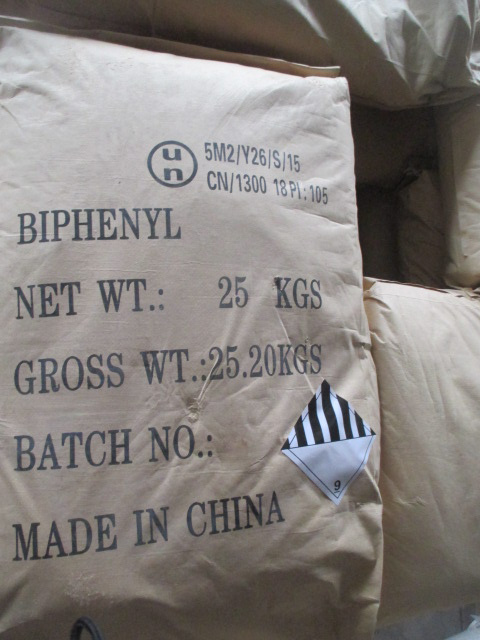 un
5M2/Y26/S/15
CN/1300 18 PI:105
BIPHENYL
NET WT.: 25 KGS
GROSS WT.:25.20KGS
BATCH NO.:
MADE IN CHINA
9